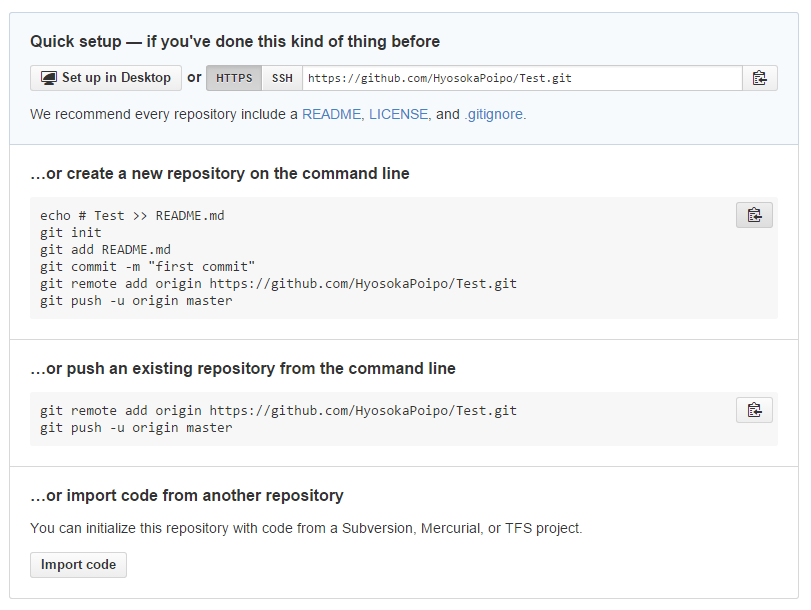 Quick setup — if you've done this kind of thing before
Set up in Desktop or HTTPS SSH https://github.com/HyosokaPoipo/Test.git
We recommend every repository include a README, LICENSE, and .gitignore.
…or create a new repository on the command line
echo # Test >> README.md
git init
git add README.md
git commit -m "first commit"
git remote add origin https://github.com/HyosokaPoipo/Test.git
git push -u origin master
…or push an existing repository from the command line
git remote add origin https://github.com/HyosokaPoipo/Test.git
git push -u origin master
…or import code from another repository
You can initialize this repository with code from a Subversion, Mercurial, or TFS project.
Import code